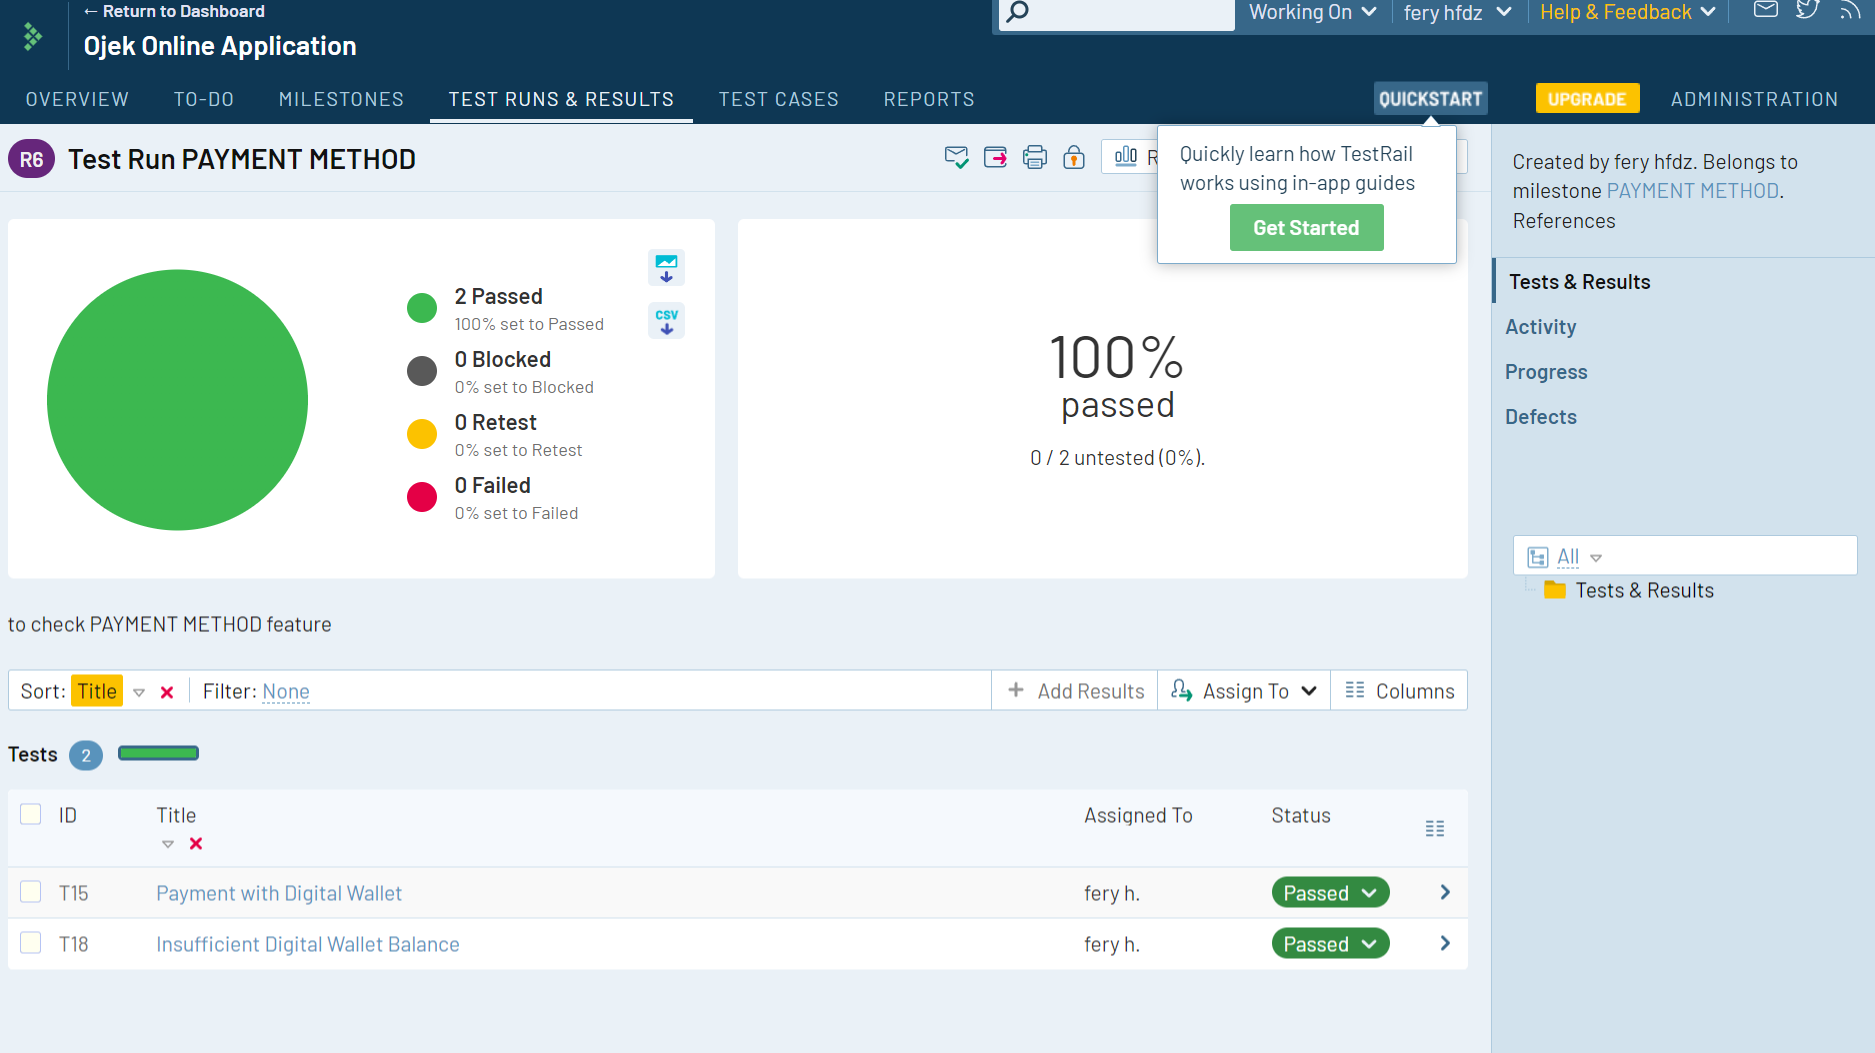 ← Return to Dashboard
Ojek Online Application
Working On
fery hfdz
Help & Feedback
OVERVIEW
TO-DO
MILESTONES
TEST RUNS & RESULTS
TEST CASES
REPORTS
QUICKSTART
UPGRADE
ADMINISTRATION
R6
Test Run PAYMENT METHOD
R
Quickly learn how TestRail
works using in-app guides
Get Started
Created by fery hfdz. Belongs to
milestone PAYMENT METHOD.
References
Tests & Results
Activity
Progress
Defects
2 Passed
100% set to Passed
0 Blocked
0% set to Blocked
0 Retest
0% set to Retest
0 Failed
0% set to Failed
CSV
100%
passed
0 / 2 untested (0%).
All
Tests & Results
to check PAYMENT METHOD feature
Sort: Title
Filter: None
Add Results
Assign To
Columns
Tests 2
ID
Title
Assigned To
Status
T15
Payment with Digital Wallet
fery h.
Passed
T18
Insufficient Digital Wallet Balance
fery h.
Passed